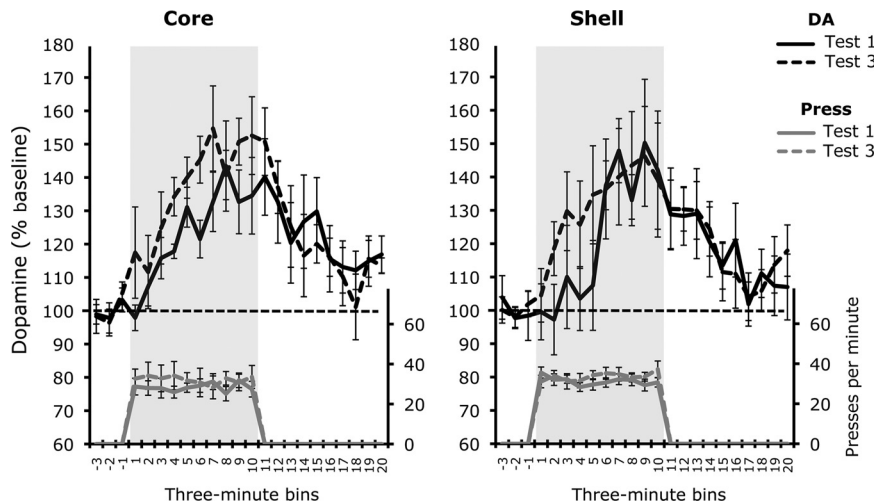 Core
Shell
DA
Test 1
Test 3
Press
Test 1
Test 3
Dopamine (% baseline)
180
170
160
150
140
130
120
110
100
90
80
70
60
60
40
20
0
-3 -2 -1 1 2 3 4 5 6 7 8 9 10 11 12 13 14 15 16 17 18 19 20
Three-minute bins
180
170
160
150
140
130
120
110
100
90
80
70
60
60
40
20
0
Presses per minute
-3 -2 -1 1 2 3 4 5 6 7 8 9 10 11 12 13 14 15 16 17 18 19 20
Three-minute bins